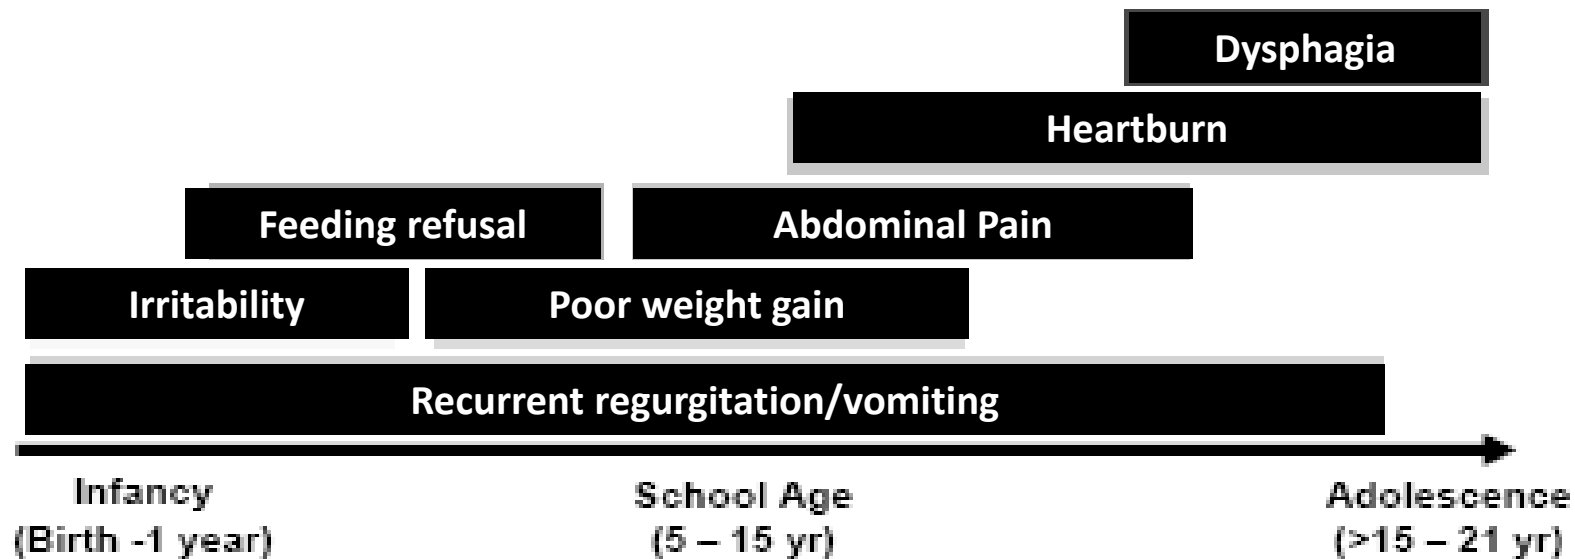 Dysphagia
Heartburn
Feeding refusal
Abdominal Pain
Irritability
Poor weight gain
Recurrent regurgitation/vomiting
Infancy
(Birth -1 year)
School Age
(5 – 15 yr)
Adolescence
(>15 – 21 yr)